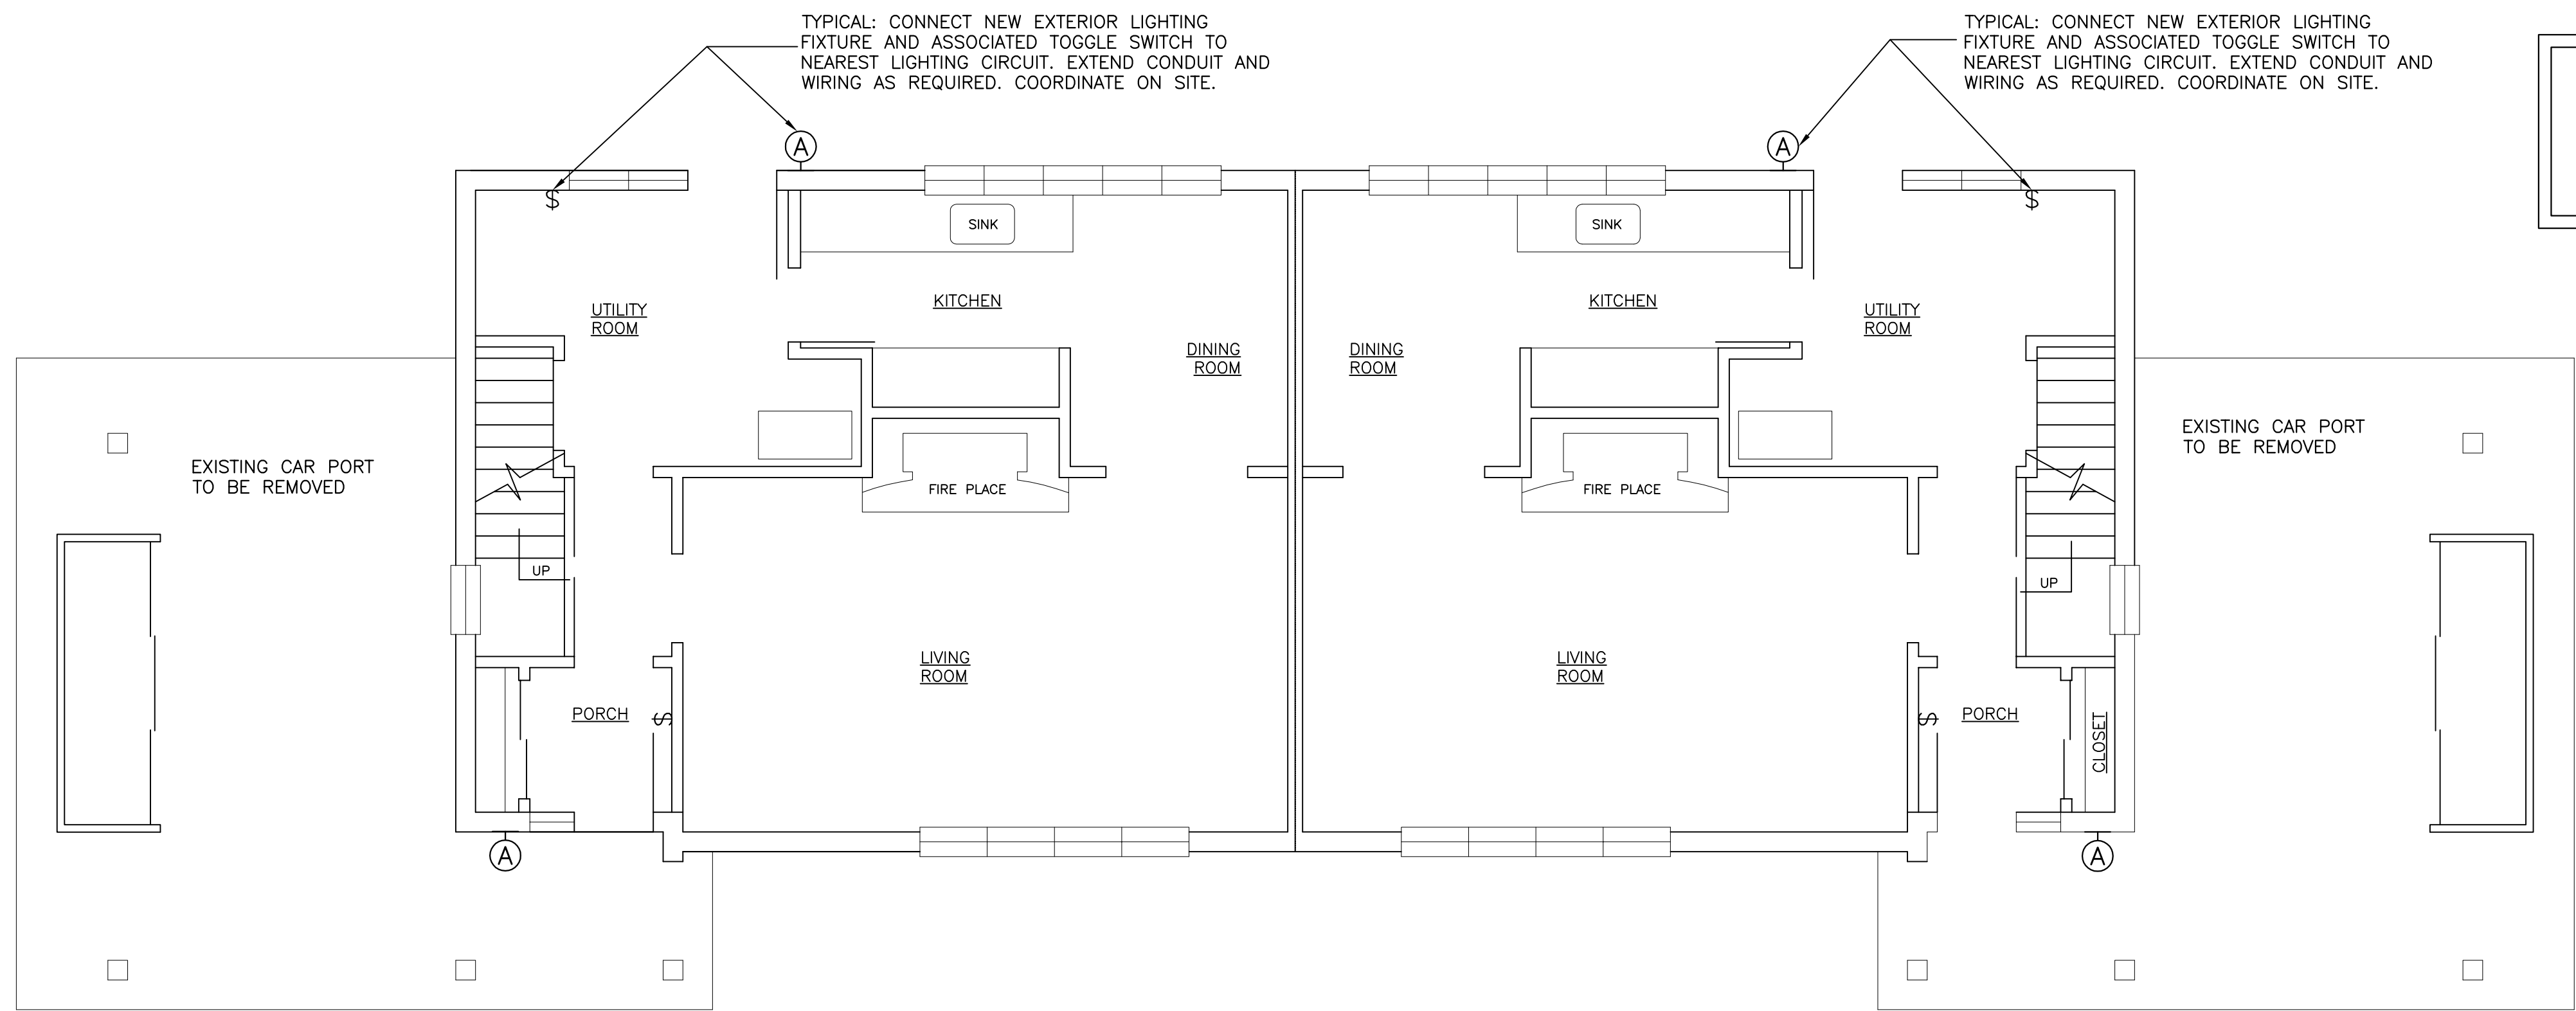 TYPICAL: CONNECT NEW EXTERIOR LIGHTING
FIXTURE AND ASSOCIATED TOGGLE SWITCH TO
NEAREST LIGHTING CIRCUIT. EXTEND CONDUIT AND
WIRING AS REQUIRED. COORDINATE ON SITE.
TYPICAL: CONNECT NEW EXTERIOR LIGHTING
FIXTURE AND ASSOCIATED TOGGLE SWITCH TO
NEAREST LIGHTING CIRCUIT. EXTEND CONDUIT AND
WIRING AS REQUIRED. COORDINATE ON SITE.
A
A
$
$
SINK
SINK
UTILITY
ROOM
KITCHEN
KITCHEN
UTILITY
ROOM
DINING
ROOM
DINING
ROOM
EXISTING CAR PORT
TO BE REMOVED
EXISTING CAR PORT
TO BE REMOVED
FIRE PLACE
FIRE PLACE
UP
UP
LIVING
ROOM
LIVING
ROOM
PORCH
$
$
PORCH
CLOSET
A
A